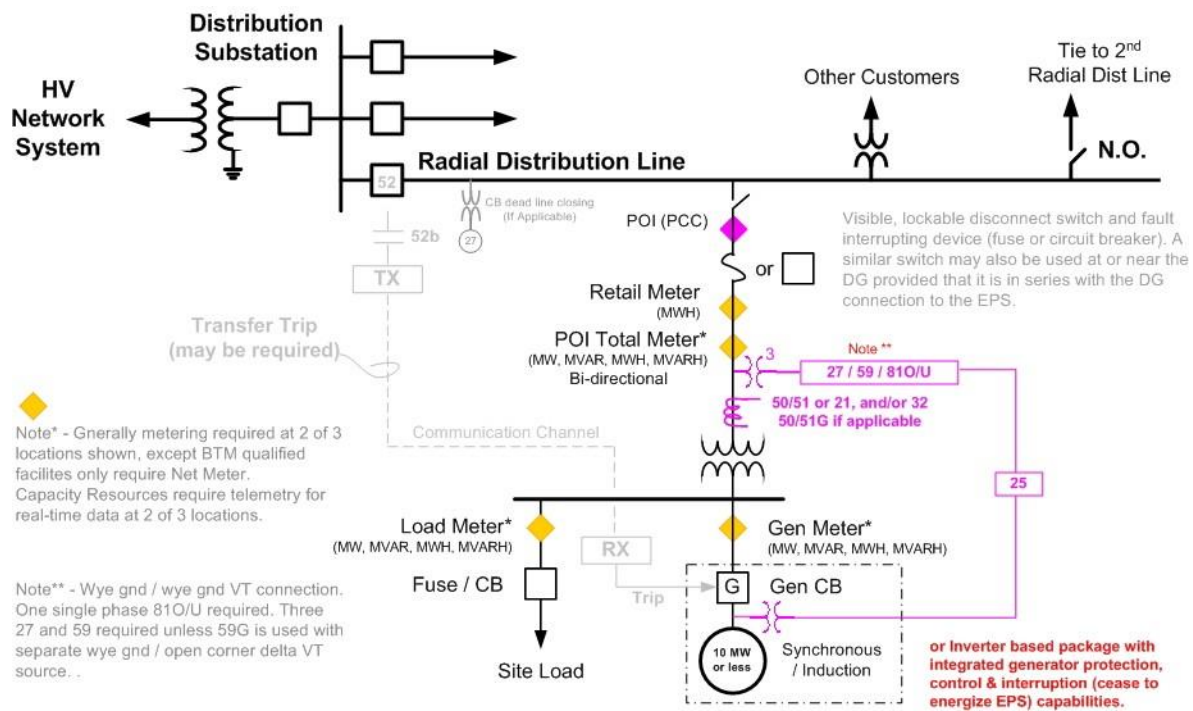 Distribution
Substation
HV
Network
System
Other Customers
Tie to 2nd
Radial Dist Line
N.O.
Radial Distribution Line
52
CB dead line closing
(If Applicable)
27
52b
TX
Transfer Trip
(may be required)
POI (PCC)
Visible, lockable disconnect switch and fault
interrupting device (fuse or circuit breaker). A
similar switch may also be used at or near the
DG provided that it is in series with the DG
connection to the EPS.
or
Retail Meter
(MWH)
POI Total Meter*
(MW, MVAR, MWH, MVARH)
Bi-directional
3
Note **
27 / 59 / 81O/U
50/51 or 21, and/or 32
50/51G if applicable
25
Note* - Gnerally metering required at 2 of 3
locations shown, except BTM qualified
facilites only require Net Meter.
Capacity Resources require telemetry for
real-time data at 2 of 3 locations.
Communication Channel
Load Meter*
(MW, MVAR, MWH, MVARH)
Fuse / CB
Site Load
RX
Trip
Gen Meter*
(MW, MVAR, MWH, MVARH)
G
Gen CB
10 MW
or less
Synchronous
/ Induction
Note** - Wye gnd / wye gnd VT connection.
One single phase 81O/U required. Three
27 and 59 required unless 59G is used with
separate wye gnd / open corner delta VT
source. .
or Inverter based package with
integrated generator protection,
control & interruption (cease to
energize EPS) capabilities.